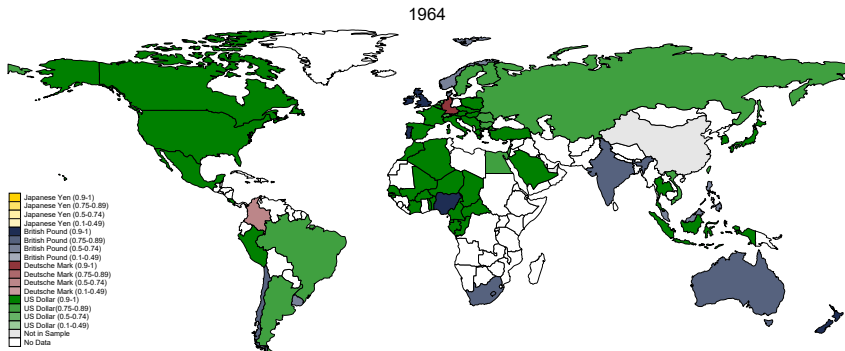 1964
Japanese Yen (0.9-1)
Japanese Yen (0.75-0.89)
Japanese Yen (0.5-0.74)
Japanese Yen (0.1-0.49)
British Pound (0.9-1)
British Pound (0.75-0.89)
British Pound (0.5-0.74)
British Pound (0.1-0.49)
Deutsche Mark (0.9-1)
Deutsche Mark (0.75-0.89)
Deutsche Mark (0.5-0.74)
Deutsche Mark (0.1-0.49)
US Dollar (0.9-1)
US Dollar(0.75-0.89)
US Dollar (0.5-0.74)
US Dollar (0.1-0.49)
Not in Sample
No Data